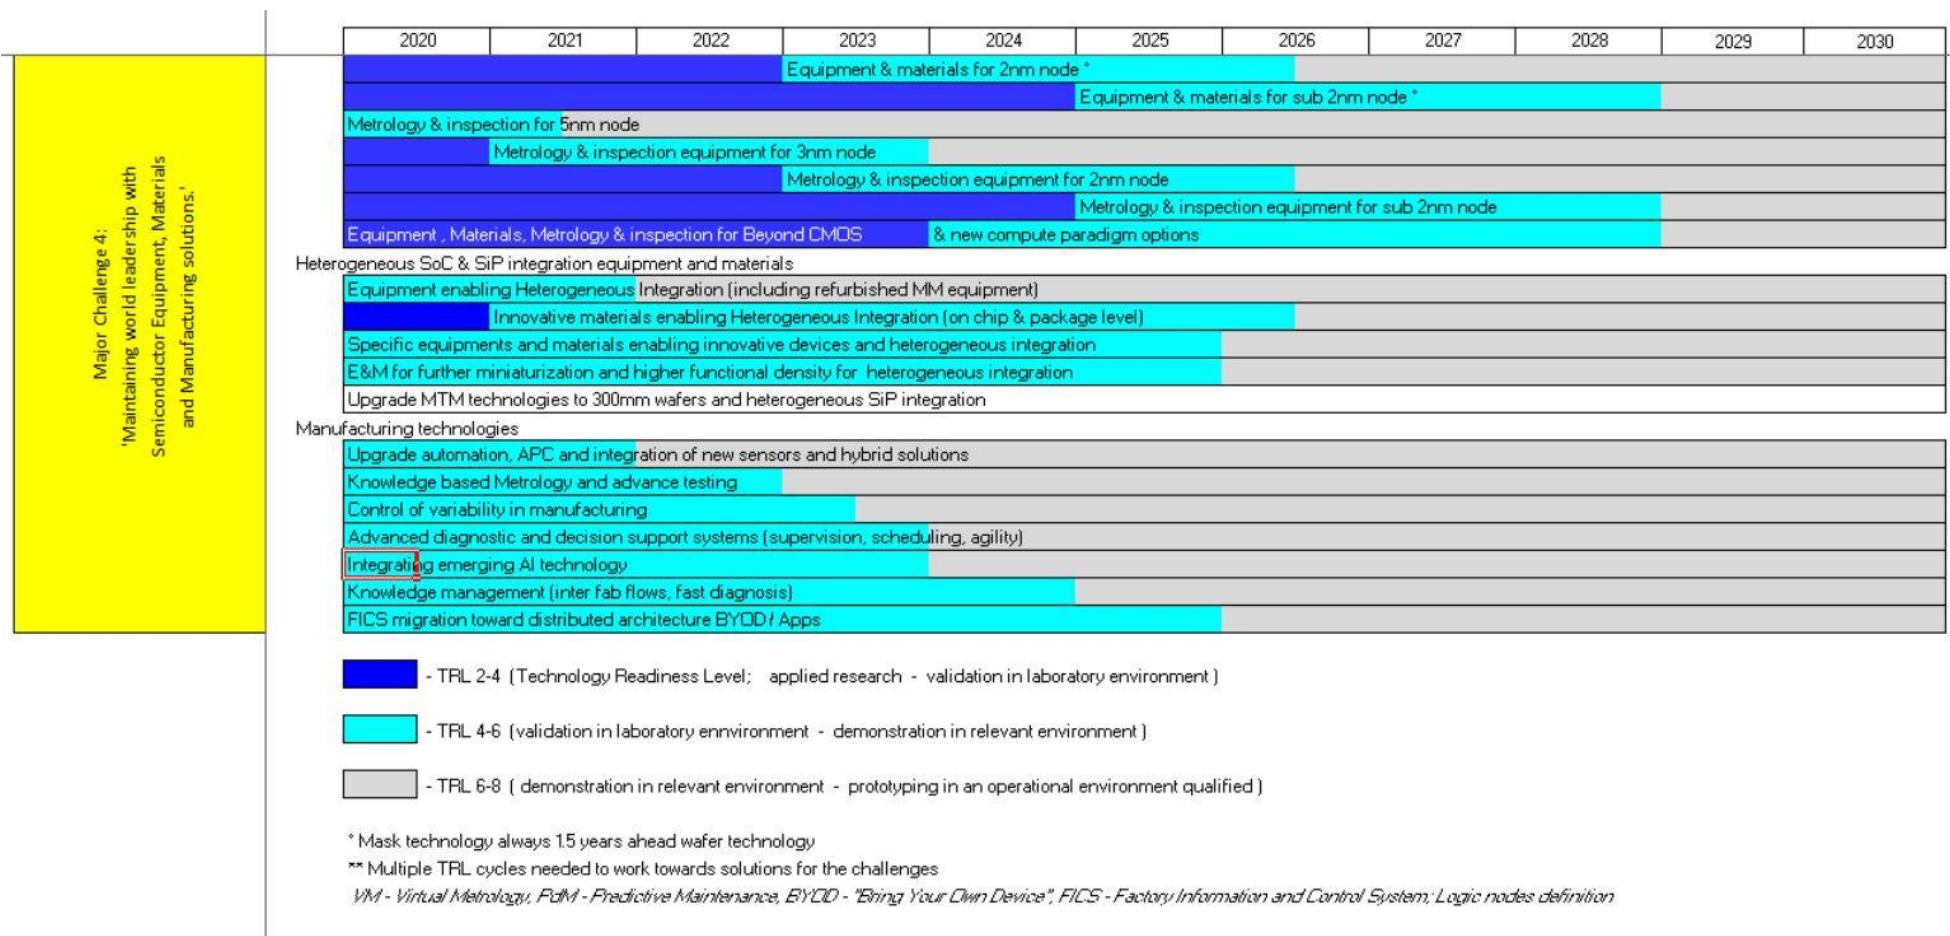 2020 2021 2022 2023 2024 2025 2026 2027 2028 2029 2030
Major Challenge 4:
'Maintaining world leadership with
Semiconductor Equipment, Materials
and Manufacturing solutions.'
Equipment & materials for 2nm node *
Equipment & materials for sub 2nm node *
Metrology & inspection for 5nm node
Metrology & inspection equipment for 3nm node
Metrology & inspection equipment for 2nm node
Metrology & inspection equipment for sub 2nm node
Equipment , Materials, Metrology & inspection for Beyond CMOS & new compute paradigm options
Heterogeneous SoC & SiP integration equipment and materials
Equipment enabling Heterogeneous Integration (including refurbished MM equipment)
Innovative materials enabling Heterogeneous Integration (on chip & package level)
Specific equipments and materials enabling innovative devices and heterogeneous integration
E&M for further miniaturization and higher functional density for heterogeneous integration
Upgrade MTM technologies to 300mm wafers and heterogeneous SiP integration
Manufacturing technologies
Upgrade automation, APC and integration of new sensors and hybrid solutions
Knowledge based Metrology and advance testing
Control of variability in manufacturing
Advanced diagnostic and decision support systems (supervision, scheduling, agility)
Integrating emerging AI technology
Knowledge management (inter fab flows, fast diagnosis)
FICS migration toward distributed architecture BYOD / Apps
- TRL 2-4 (Technology Readiness Level; applied research - validation in laboratory environment )
- TRL 4-6 (validation in laboratory ennvironment - demonstration in relevant environment )
- TRL 6-8 ( demonstration in relevant environment - prototyping in an operational environment qualified )
* Mask technology always 1.5 years ahead wafer technology
** Multiple TRL cycles needed to work towards solutions for the challenges
VM - Virtual Metrology, PdM - Predictive Maintenance, BYOD - "Bring Your Own Device", FICS - Factory Information and Control System; Logic nodes definition